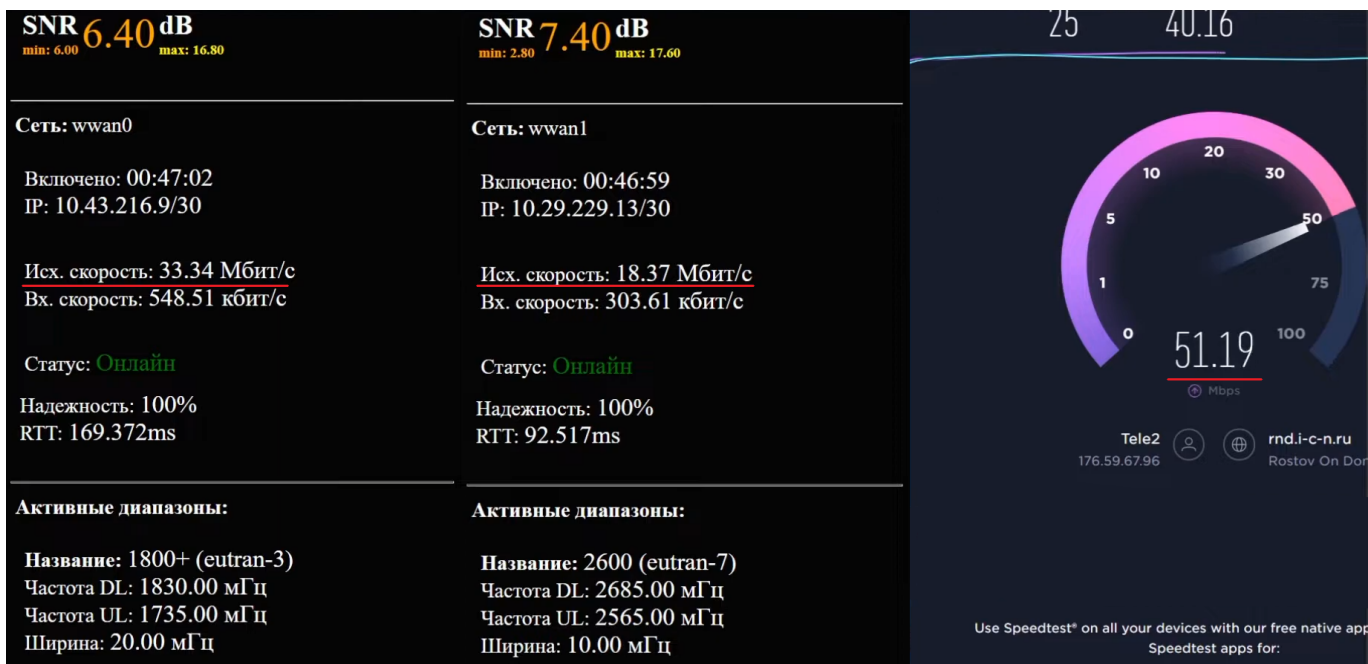 SNR 6.40 dB
min: 6.00 max: 16.80
Сеть: wwan0
Включено: 00:47:02
IP: 10.43.216.9/30
Исх. скорость: 33.34 Мбит/с
Вх. скорость: 548.51 кбит/с
Статус: Онлайн
Надежность: 100%
RTT: 169.372ms
Активные диапазоны:
Название: 1800+ (eutran-3)
Частота DL: 1830.00 мГц
Частота UL: 1735.00 мГц
Ширина: 20.00 мГц
SNR 7.40 dB
min: 2.80 max: 17.60
Сеть: wwan1
Включено: 00:46:59
IP: 10.29.229.13/30
Исх. скорость: 18.37 Мбит/с
Вх. скорость: 303.61 кбит/с
Статус: Онлайн
Надежность: 100%
RTT: 92.517ms
Активные диапазоны:
Название: 2600 (eutran-7)
Частота DL: 2685.00 мГц
Частота UL: 2565.00 мГц
Ширина: 10.00 мГц
25 40.16
0
1
5
10
20
30
50
75
100
51.19
Mbps
Tele2
176.59.67.96
rnd.i-c-n.ru
Rostov On Don
Use Speedtest® on all your devices with our free native app
Speedtest apps for: